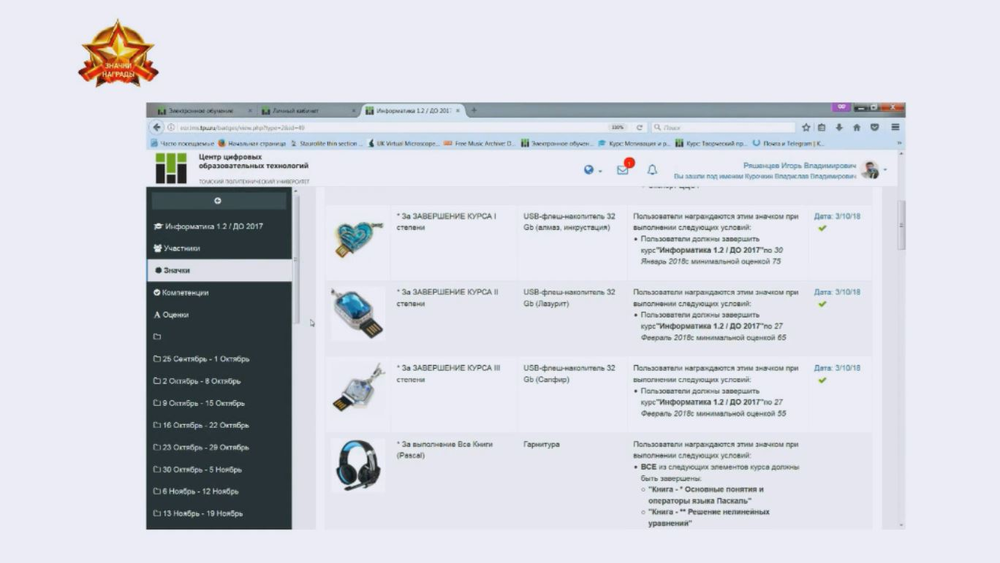 ЗНАЧКИ
НАГРАДЫ
Электронное обучение
Личный кабинет
Информатика 1.2 / ДО 2017
eor.lms.tpu.ru/badges/view.php?type=2&id=49
110%
Поиск
Часто посещаемые
Начальная страница
Staurolite thin section ...
UK Virtual Microscope...
Free Music Archive: D...
Электронное обучен...
Курс: Мотивация и р...
Курс: Творческий пр...
Почта и Telegram | К...
Центр цифровых
образовательных технологий
ТОМСКИЙ ПОЛИТЕХНИЧЕСКИЙ УНИВЕРСИТЕТ
1
Ряшенцев Игорь Владимирович
Вы зашли под именем Курочкин Владислав Владимирович
Информатика 1.2 / ДО 2017
Участники
Значки
Компетенции
Оценки
25 Сентябрь - 1 Октябрь
2 Октябрь - 8 Октябрь
9 Октябрь - 15 Октябрь
16 Октябрь - 22 Октябрь
23 Октябрь - 29 Октябрь
30 Октябрь - 5 Ноябрь
6 Ноябрь - 12 Ноябрь
13 Ноябрь - 19 Ноябрь
* За ЗАВЕРШЕНИЕ КУРСА I
степени
USB-флеш-накопитель 32
Gb (алмаз, инкрустация)
Пользователи награждаются этим значком при
выполнении следующих условий:
• Пользователи должны завершить
курс"Информатика 1.2 / ДО 2017"по 30
Январь 2018с минимальной оценкой 75
Дата: 3/10/18
* За ЗАВЕРШЕНИЕ КУРСА II
степени
USB-флеш-накопитель 32
Gb (Лазурит)
Пользователи награждаются этим значком при
выполнении следующих условий:
• Пользователи должны завершить
курс"Информатика 1.2 / ДО 2017"по 27
Февраль 2018с минимальной оценкой 65
Дата: 3/10/18
* За ЗАВЕРШЕНИЕ КУРСА III
степени
USB-флеш-накопитель 32
Gb (Сапфир)
Пользователи награждаются этим значком при
выполнении следующих условий:
• Пользователи должны завершить
курс"Информатика 1.2 / ДО 2017"по 27
Февраль 2018с минимальной оценкой 55
Дата: 3/10/18
* За выполнение Все Книги
(Pascal)
Гарнитура
Пользователи награждаются этим значком при
выполнении следующих условий:
• ВСЕ из следующих элементов курса должны
быть завершены:
○ "Книга - * Основные понятия и
операторы языка Паскаль"
○ "Книга - ** Решение нелинейных
уравнений"